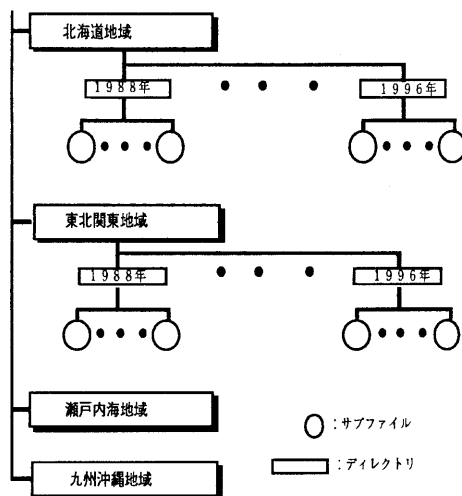 北海道地域
1988年
1996年
東北関東地域
1988年
1996年
瀬戸内海地域
:サブファイル
:ディレクトリ
九州沖縄地域